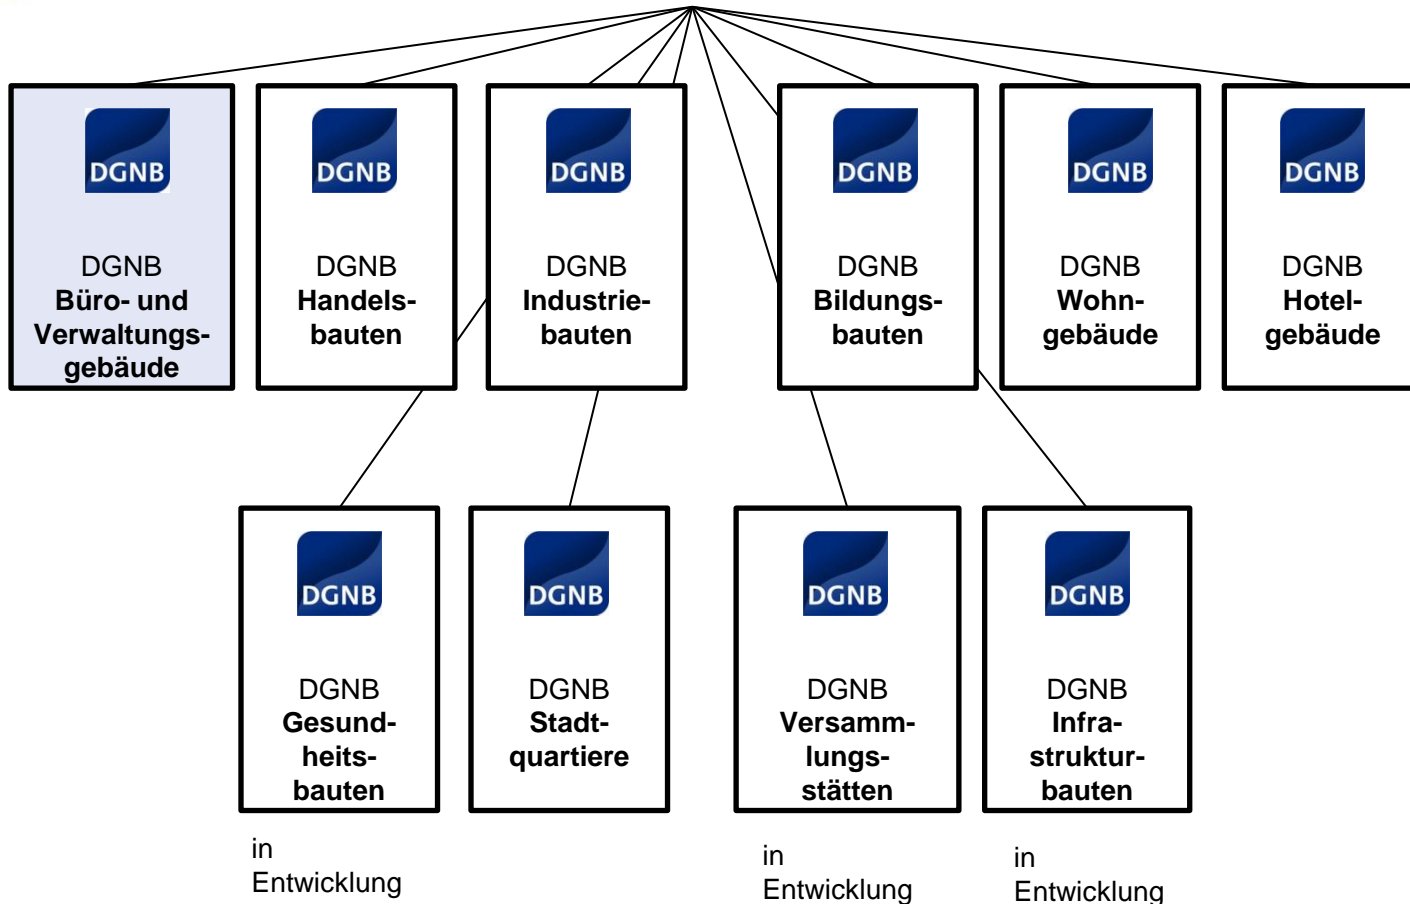 DGNB
DGNB
Büro- und
Verwaltungs-
gebäude
DGNB
DGNB
Handels-
bauten
DGNB
DGNB
Industrie-
bauten
DGNB
DGNB
Bildungs-
bauten
DGNB
DGNB
Wohn-
gebäude
DGNB
DGNB
Hotel-
gebäude
DGNB
DGNB
Gesund-
heits-
bauten
in
Entwicklung
DGNB
DGNB
Stadt-
quartiere
DGNB
DGNB
Versamm-
lungs-
stätten
in
Entwicklung
DGNB
DGNB
Infra-
struktur-
bauten
in
Entwicklung